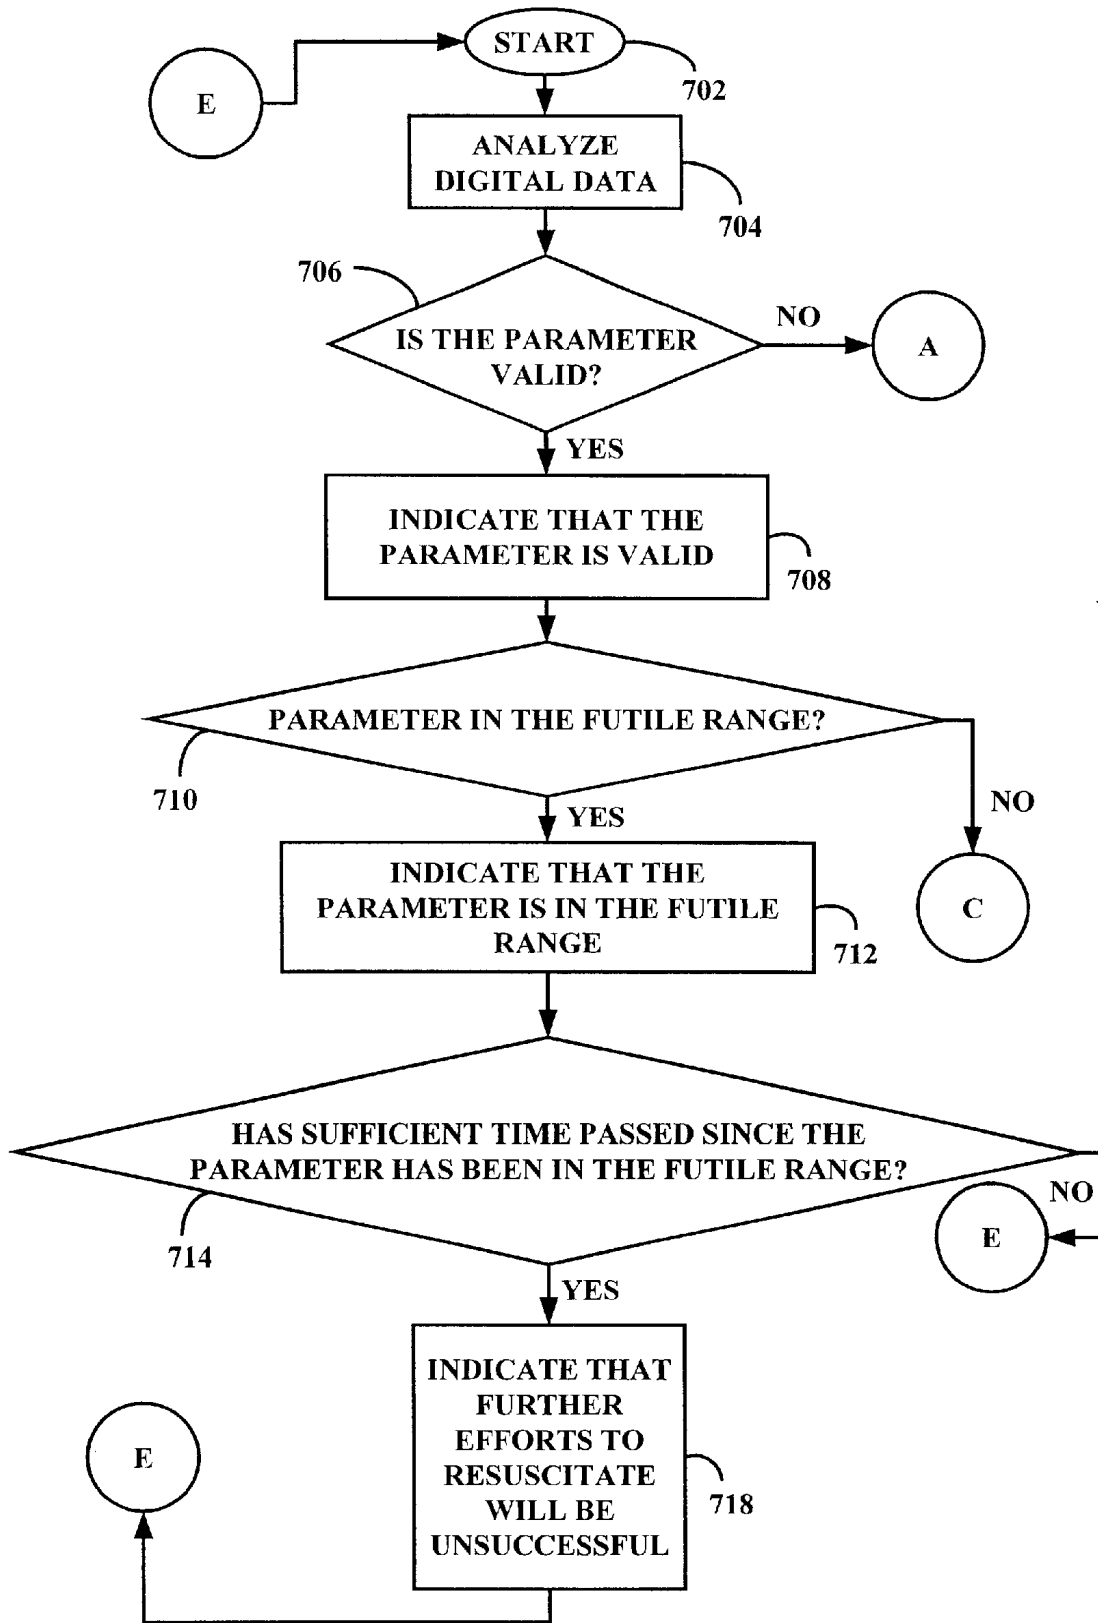 START
702
E
ANALYZE
DIGITAL DATA
704
706
IS THE PARAMETER
VALID?
NO
A
YES
INDICATE THAT THE
PARAMETER IS VALID
708
PARAMETER IN THE FUTILE RANGE?
710
YES
NO
INDICATE THAT THE
PARAMETER IS IN THE FUTILE
RANGE
712
C
HAS SUFFICIENT TIME PASSED SINCE THE
PARAMETER HAS BEEN IN THE FUTILE RANGE?
714
NO
E
YES
INDICATE THAT
FURTHER
EFFORTS TO
RESUSCITATE
WILL BE
UNSUCCESSFUL
718
E